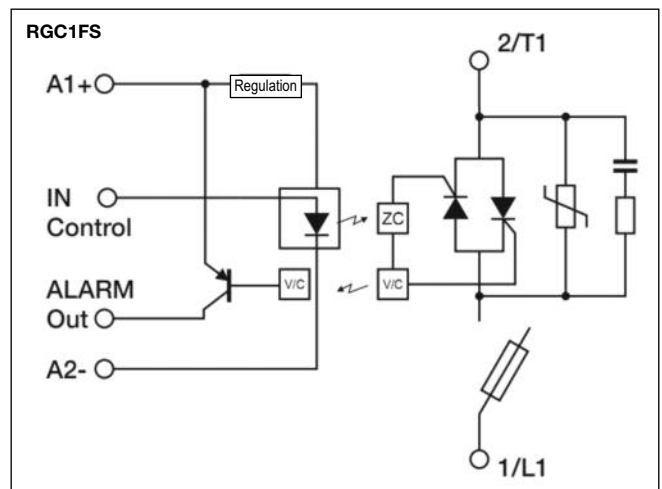 RGC1FS
2/T1
A1+
Regulation
IN
Control
ZC
ALARM
Out
V/C
V/C
A2-
1/L1